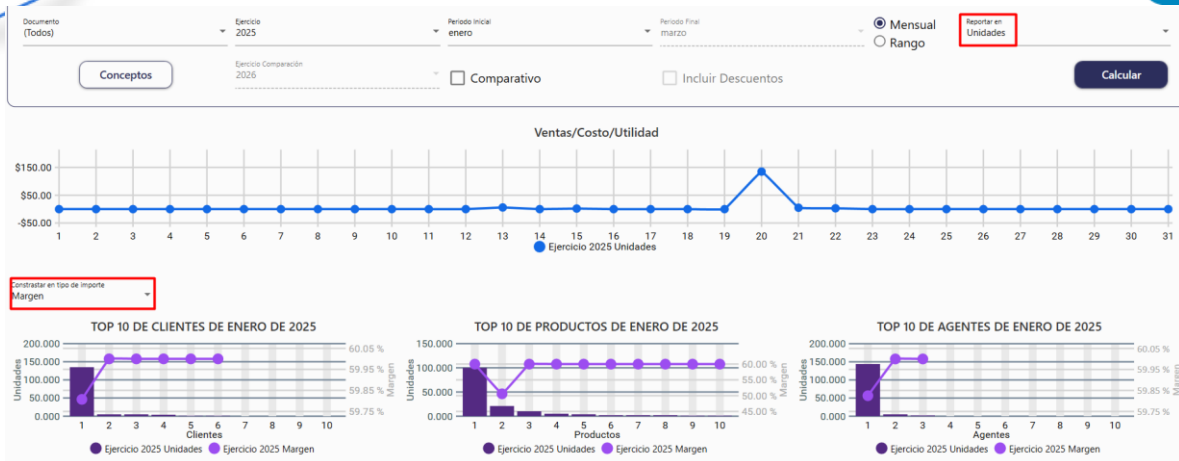 Documento
(Todos)
Ejercicio
2025
Periodo Inicial
enero
Periodo Final
marzo
Mensual
Rango
Reportar en
Unidades
Conceptos
Ejercicio Comparación
2026
Comparativo
Incluir Descuentos
Calcular
Ventas/Costo/Utilidad
$150.00
$50.00
-$50.00
1 2 3 4 5 6 7 8 9 10 11 12 13 14 15 16 17 18 19 20 21 22 23 24 25 26 27 28 29 30 31
Ejercicio 2025 Unidades
Constrastar en tipo de importe
Margen
TOP 10 DE CLIENTES DE ENERO DE 2025
Unidades
200.000
150.000
100.000
50.000
0.000
60.05 %
59.95 %
59.85 %
59.75 %
Margen
1 2 3 4 5 6 7 8 9 10
Clientes
Ejercicio 2025 Unidades Ejercicio 2025 Margen
TOP 10 DE PRODUCTOS DE ENERO DE 2025
Unidades
150.000
100.000
50.000
0.000
60.00 %
55.00 %
50.00 %
45.00 %
Margen
1 2 3 4 5 6 7 8 9 10
Productos
Ejercicio 2025 Unidades Ejercicio 2025 Margen
TOP 10 DE AGENTES DE ENERO DE 2025
Unidades
200.000
150.000
100.000
50.000
0.000
60.05 %
59.95 %
59.85 %
59.75 %
Margen
1 2 3 4 5 6 7 8 9 10
Agentes
Ejercicio 2025 Unidades Ejercicio 2025 Margen